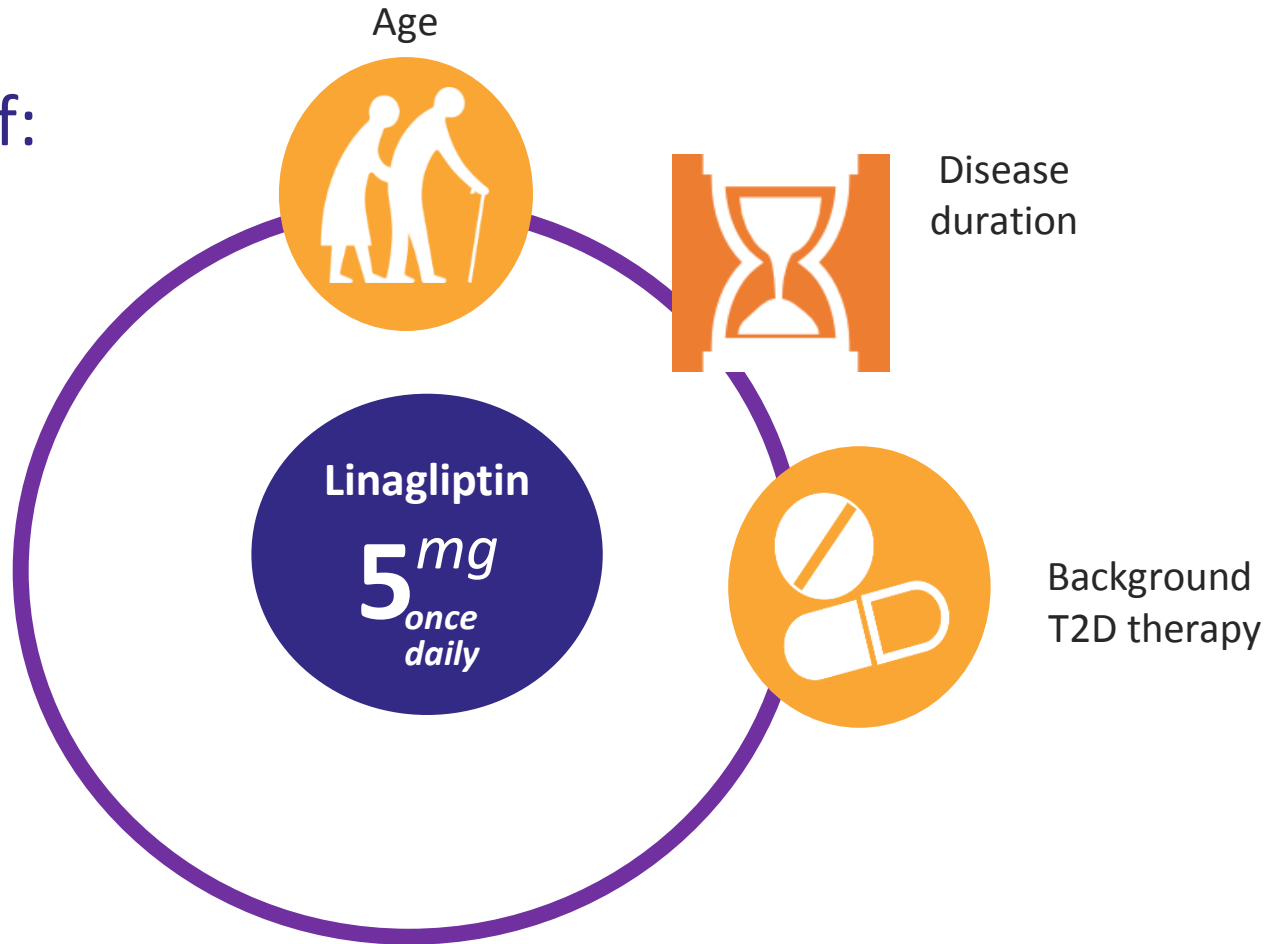 Age
f:
Disease
duration
Linagliptin
5 mg
once
daily
Background
T2D therapy